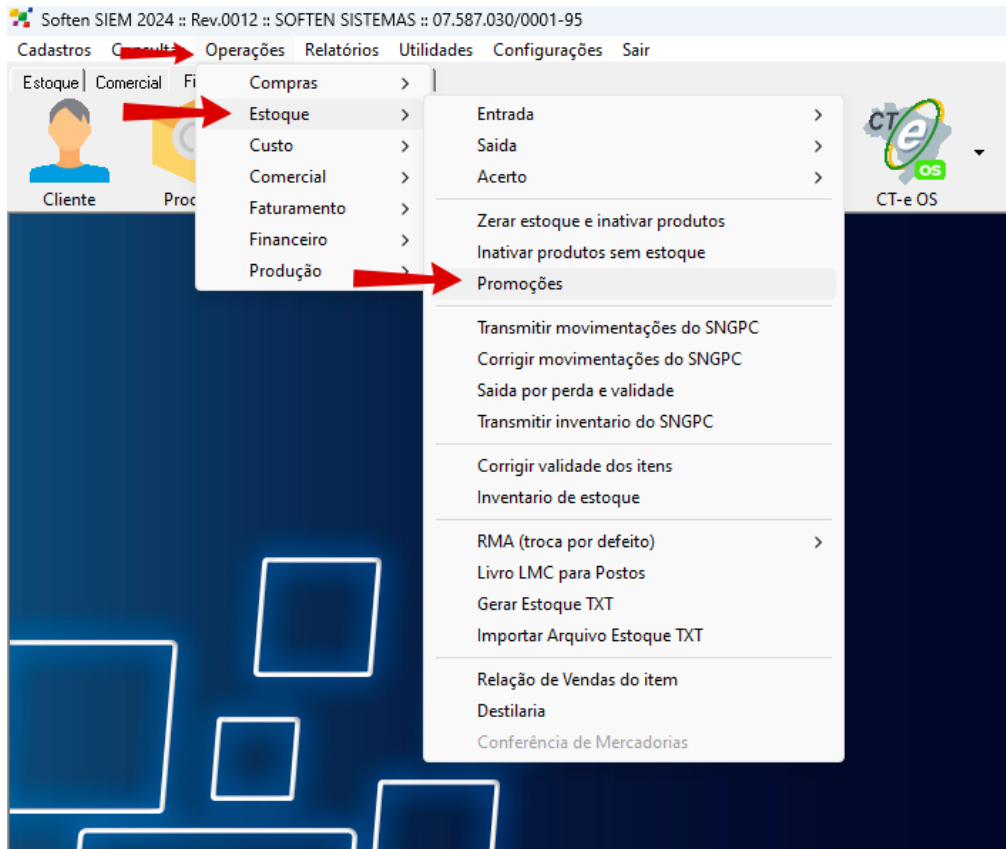 Soften SIEM 2024 :: Rev.0012 :: SOFTEN SISTEMAS :: 07.587.030/0001-95
Cadastros Operações Relatórios Utilidades Configurações Sair
Estoque Comercial
Compras
Estoque
Custo
Comercial
Faturamento
Financeiro
Produção
Entrada
Saida
Acerto
Zerar estoque e inativar produtos
Inativar produtos sem estoque
Promoções
Transmitir movimentações do SNGPC
Corrigir movimentações do SNGPC
Saida por perda e validade
Transmitir inventario do SNGPC
Corrigir validade dos itens
Inventario de estoque
RMA (troca por defeito)
Livro LMC para Postos
Gerar Estoque TXT
Importar Arquivo Estoque TXT
Relação de Vendas do item
Destilaria
Conferência de Mercadorias
Cliente
CTe OS
CT-e OS